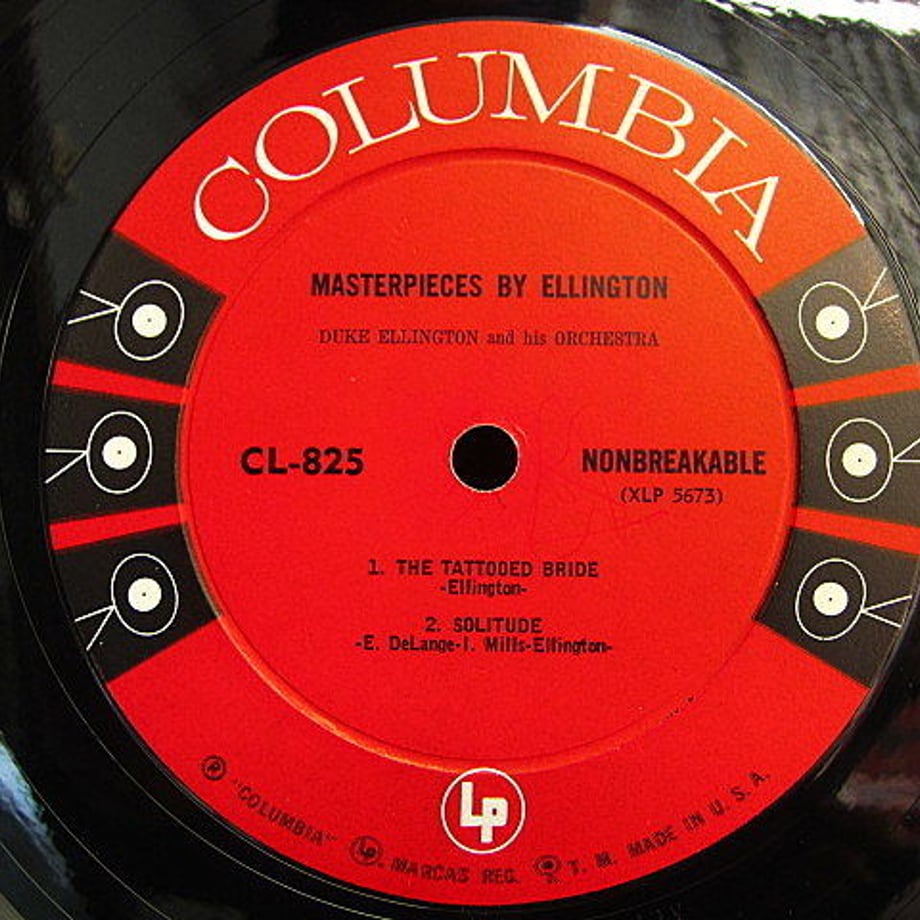 COLUMBIA
MASTERPIECES BY ELLINGTON
DUKE ELLINGTON and his ORCHESTRA
CL-825
NONBREAKABLE
(XLP 5673)
1. THE TATTOOED BRIDE
-Ellington-
2. SOLITUDE
-E. DeLange-I. Mills-Ellington-
LP
Ⓡ "COLUMBIA" LP, MARCAS REG. T. M. MADE IN U. S. A.